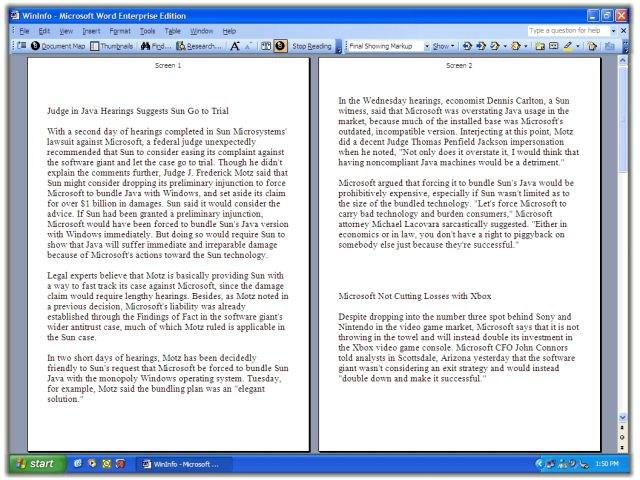 WinInfo - Microsoft Word Enterprise Edition
File Edit View Insert Format Tools Table Window Help
Type a question for help
Document Map Thumbnails Find... Research... Stop Reading Final Showing Markup Show
Screen 1
Judge in Java Hearings Suggests Sun Go to Trial
With a second day of hearings completed in Sun Microsystems'
lawsuit against Microsoft, a federal judge unexpectedly
recommended that Sun to consider easing its complaint against
the software giant and let the case go to trial. Though he didn't
explain the comments further, Judge J. Frederick Motz said that
Sun might consider dropping its preliminary injunction to force
Microsoft to bundle Java with Windows, and set aside its claim
for over $1 billion in damages. Sun said it would consider the
advice. If Sun had been granted a preliminary injunction,
Microsoft would have been forced to bundle Sun's Java version
with Windows immediately. But doing so would require Sun to
show that Java will suffer immediate and irreparable damage
because of Microsoft's actions toward the Sun technology.
Legal experts believe that Motz is basically providing Sun with
a way to fast track its case against Microsoft, since the damage
claim would require lengthy hearings. Besides, as Motz noted in
a previous decision, Microsoft's liability was already
established through the Findings of Fact in the software giant's
wider antitrust case, much of which Motz ruled is applicable in
the Sun case.
In two short days of hearings, Motz has been decidedly
friendly to Sun's request that Microsoft be forced to bundle Sun
Java with the monopoly Windows operating system. Tuesday,
for example, Motz said the bundling plan was an "elegant
solution."
Screen 2
In the Wednesday hearings, economist Dennis Carlton, a Sun
witness, said that Microsoft was overstating Java usage in the
market, because much of the installed base was Microsoft's
outdated, incompatible version. Interjecting at this point, Motz
did a decent Judge Thomas Penfield Jackson impersonation
when he noted, "Not only does it overstate it, I would think that
having noncompliant Java machines would be a detriment."
Microsoft argued that forcing it to bundle Sun's Java would be
prohibitively expensive, especially if Sun wasn't limited as to
the size of the bundled technology. "Let's force Microsoft to
carry bad technology and burden consumers," Microsoft
attorney Michael Lacovara sarcastically suggested. "Either in
economics or in law, you don't have a right to piggyback on
somebody else just because they're successful."
Microsoft Not Cutting Losses with Xbox
Despite dropping into the number three spot behind Sony and
Nintendo in the video game market, Microsoft says that it is not
throwing in the towel and will instead double its investment in
the Xbox video game console. Microsoft CFO John Connors
told analysts in Scottsdale, Arizona yesterday that the software
giant wasn't considering an exit strategy and would instead
"double down and make it successful."
start
WinInfo - Microsoft ...
1:50 PM